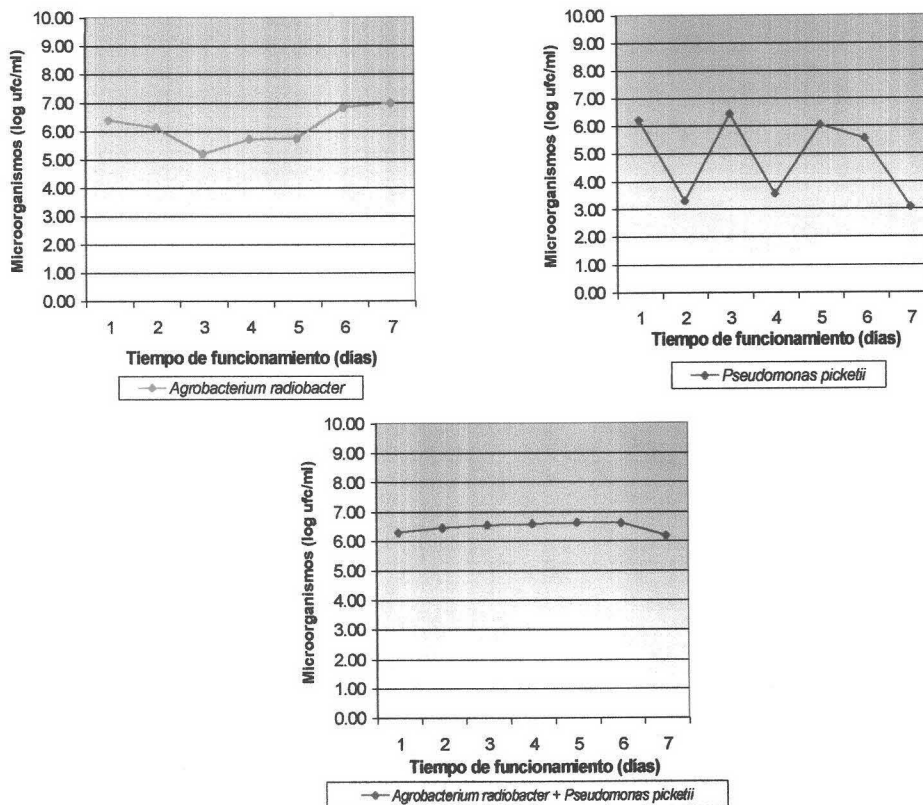 Microorganismos (log ufc/ml)
10.00
9.00
8.00
7.00
6.00
5.00
4.00
3.00
2.00
1.00
0.00
1 2 3 4 5 6 7
Tiempo de funcionamiento (días)
Agrobacterium radiobacter
Microorganismos (log ufc/ml)
10.00
9.00
8.00
7.00
6.00
5.00
4.00
3.00
2.00
1.00
0.00
1 2 3 4 5 6 7
Tiempo de funcionamiento (días)
Pseudomonas picketii
Microorganismos (log ufc/ml)
10.00
9.00
8.00
7.00
6.00
5.00
4.00
3.00
2.00
1.00
0.00
1 2 3 4 5 6 7
Tiempo de funcionamiento (días)
Agrobacterium radiobacter + Pseudomonas picketii